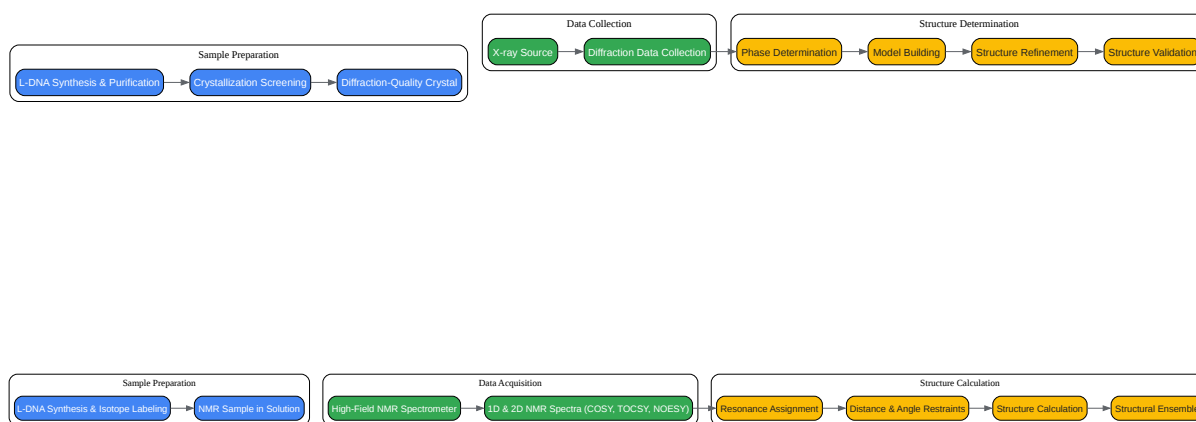 Data Collection
X-ray Source
Diffraction Data Collection
Structure Determination
Phase Determination
Model Building
Structure Refinement
Structure Validation
Sample Preparation
L-DNA Synthesis & Purification
Crystallization Screening
Diffraction-Quality Crystal
Sample Preparation
L-DNA Synthesis & Isotope Labeling
NMR Sample in Solution
Data Acquisition
High-Field NMR Spectrometer
1D & 2D NMR Spectra (COSY, TOCSY, NOESY)
Structure Calculation
Resonance Assignment
Distance & Angle Restraints
Structure Calculation
Structural Ensemble